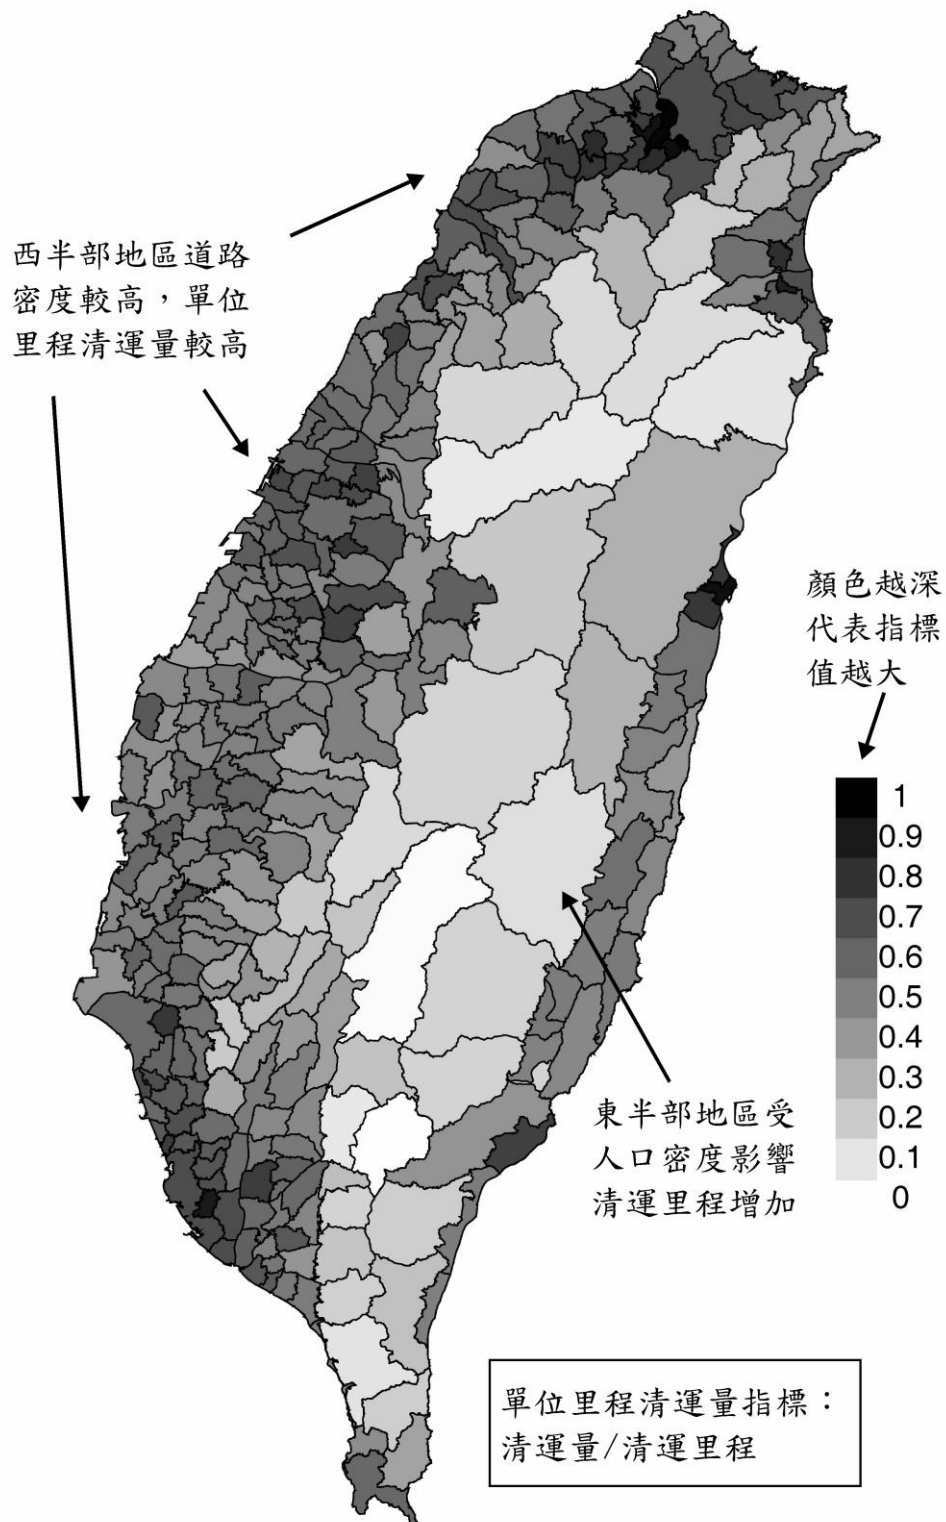 西半部地區道路
密度較高，單位
里程清運量較高
顏色越深
代表指標
值越大
1
0.9
0.8
0.7
0.6
0.5
0.4
0.3
0.2
0.1
0
東半部地區受
人口密度影響
清運里程增加
單位里程清運量指標：
清運量/清運里程